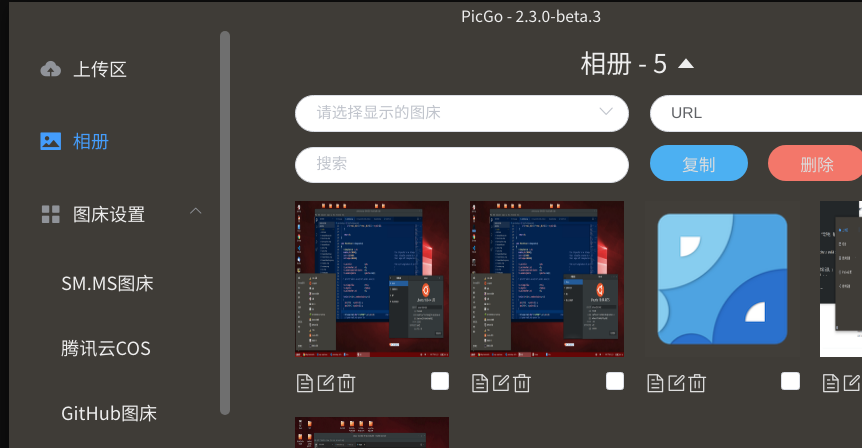 PicGo - 2.3.0-beta.3
上传区
相册
图床设置
SM.MS图床
腾讯云COS
GitHub图床
相册 - 5
请选择显示的图床
URL
搜索
复制
删除